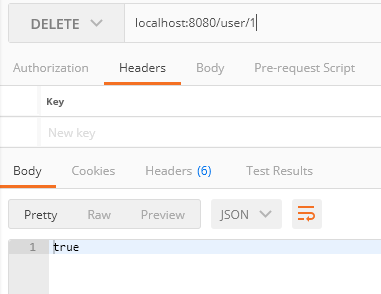 DELETE localhost:8080/user/1
Authorization Headers Body Pre-request Script
Key
New key
Body Cookies Headers (6) Test Results
Pretty Raw Preview JSON
1 true